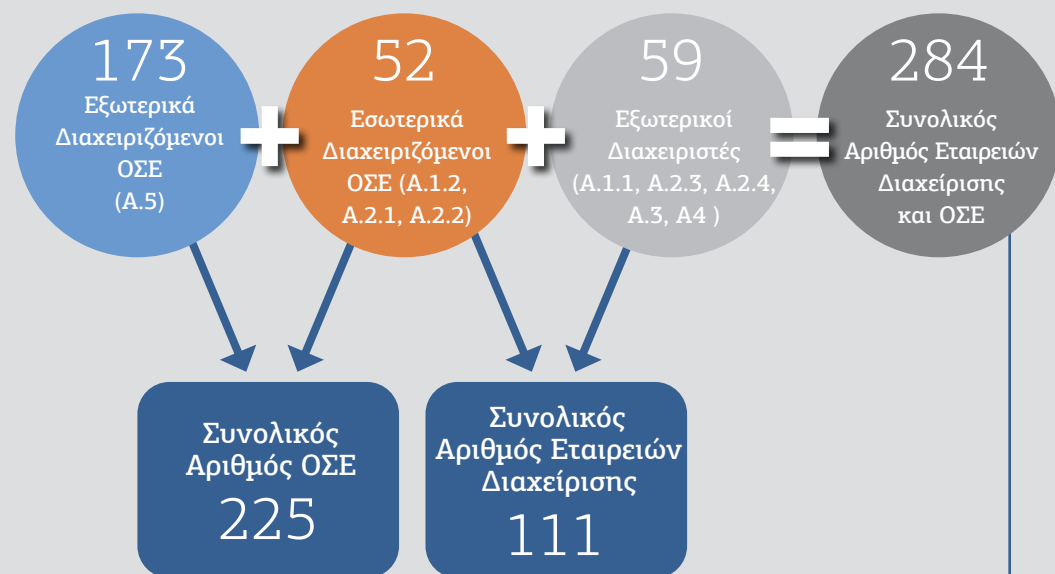 173
Εξωτερικά
Διαχειριζόμενοι
ΟΣΕ
(Α.5)
+
52
Εσωτερικά
Διαχειριζόμενοι
ΟΣΕ (Α.1.2,
Α.2.1, Α.2.2)
+
59
Εξωτερικοί
Διαχειριστές
(Α.1.1, Α.2.3, Α.2.4,
Α.3, Α4 )
=
284
Συνολικός
Αριθμός Εταιρειών
Διαχείρισης
και ΟΣΕ
Συνολικός
Αριθμός ΟΣΕ
225
Συνολικός
Αριθμός Εταιρειών
Διαχείρισης
111